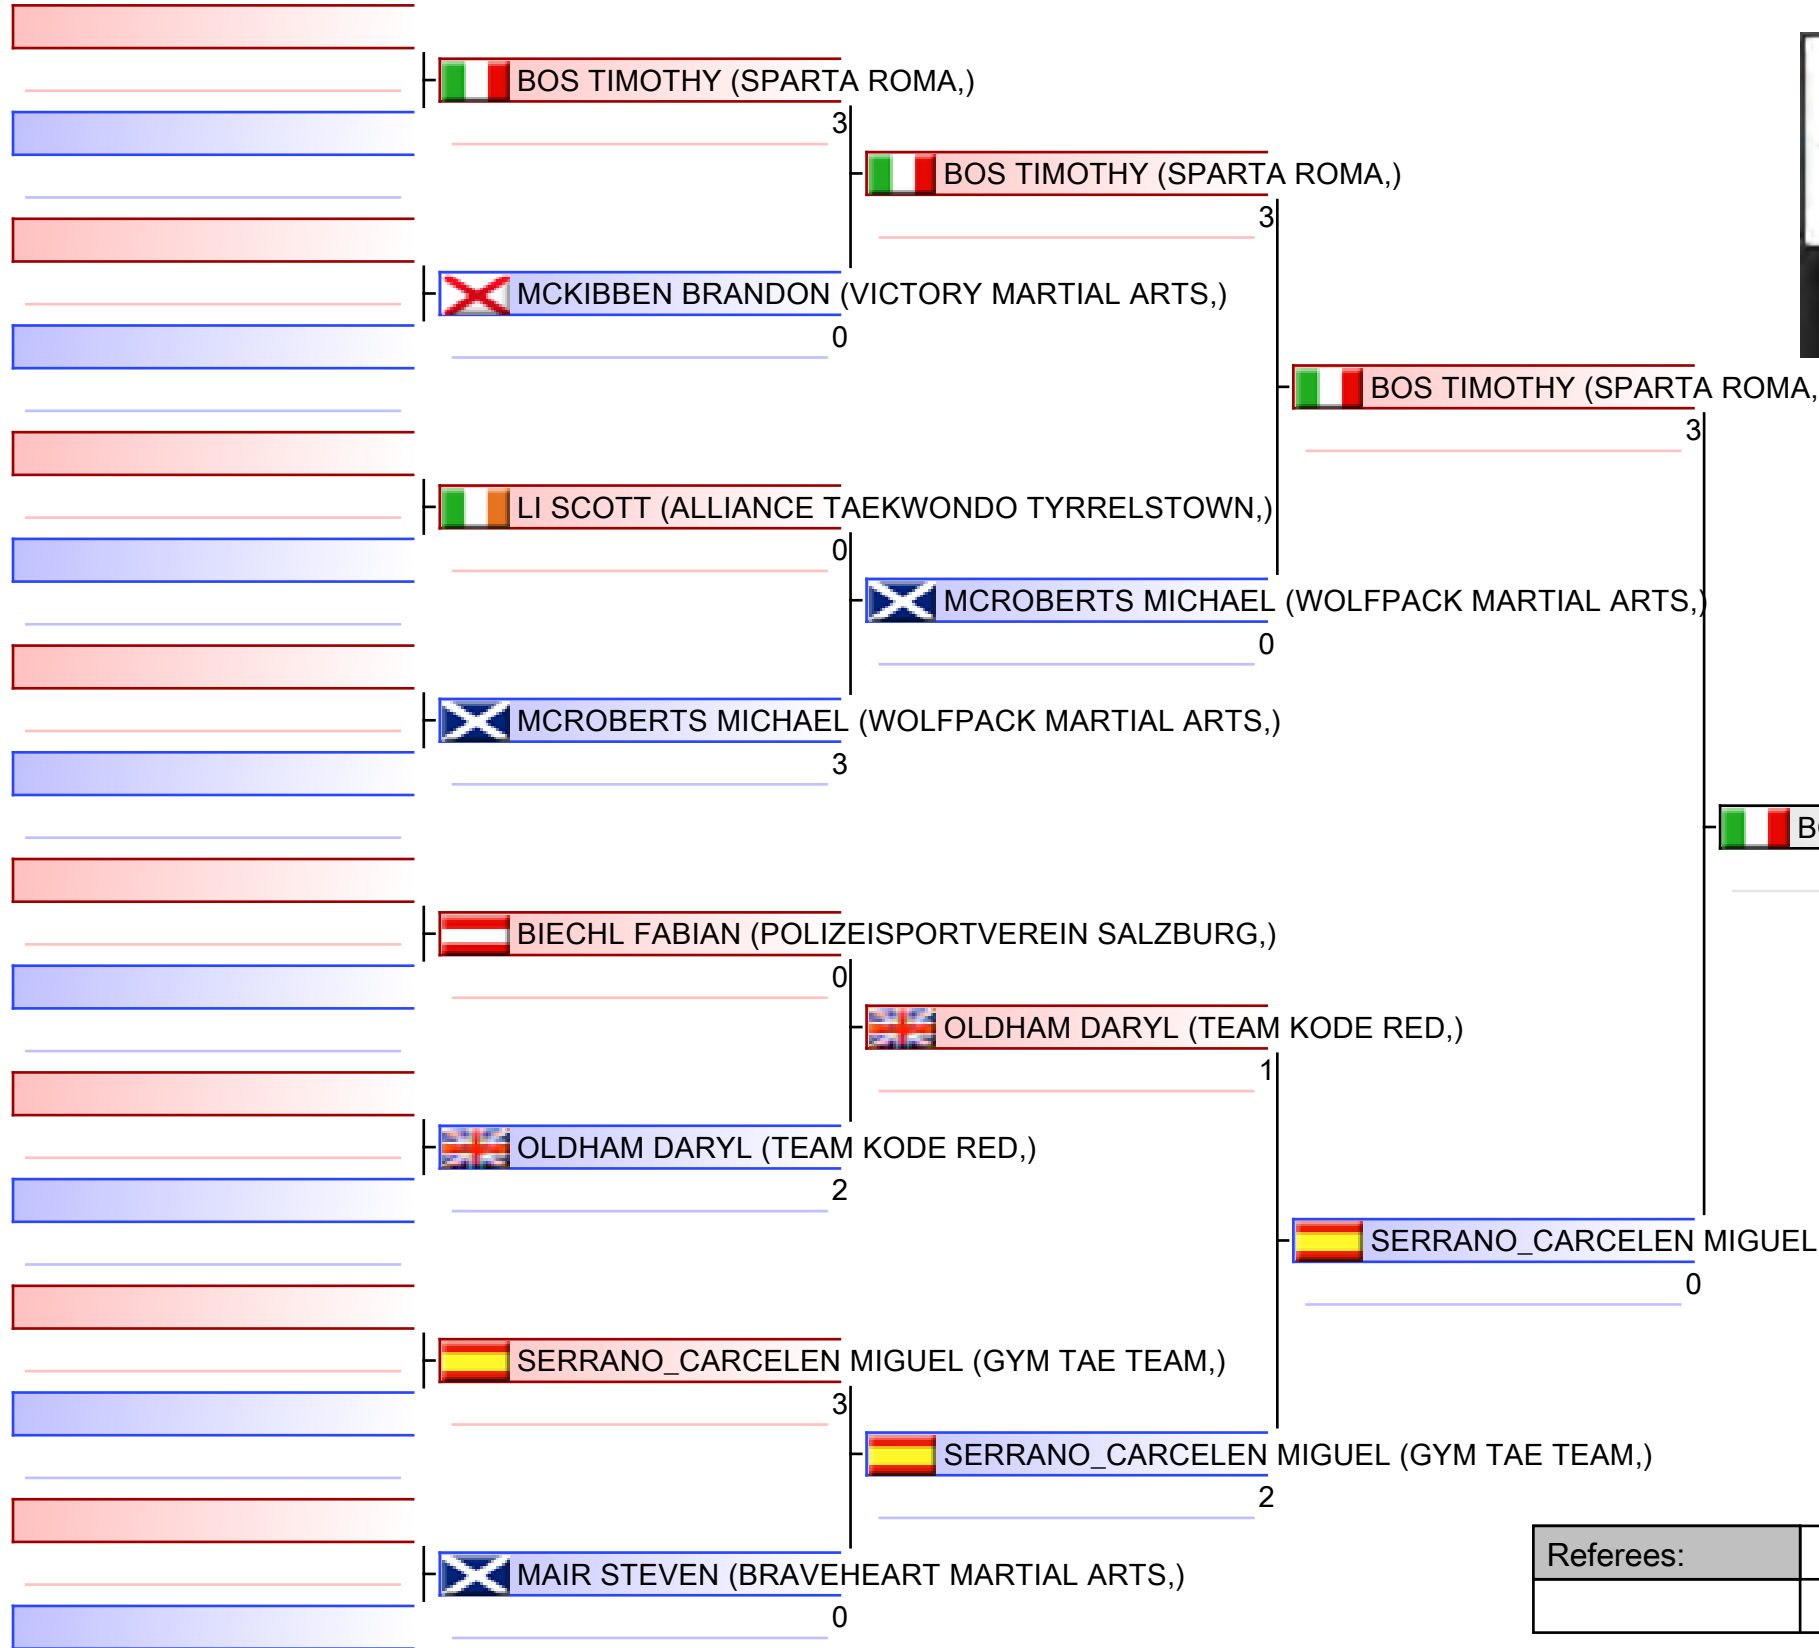 BOS TIMOTHY (SPARTA ROMA,)
3
BOS TIMOTHY (SPARTA ROMA,)
3
MCKIBBEN BRANDON (VICTORY MARTIAL ARTS,)
0
BOS TIMOTHY (SPARTA ROMA,
3
LI SCOTT (ALLIANCE TAEKWONDO TYRRELSTOWN,)
0
MCROBERTS MICHAEL (WOLFPACK MARTIAL ARTS,)
0
MCROBERTS MICHAEL (WOLFPACK MARTIAL ARTS,)
3
BIECHL FABIAN (POLIZEISPORTVEREIN SALZBURG,)
0
OLDHAM DARYL (TEAM KODE RED,)
1
OLDHAM DARYL (TEAM KODE RED,)
2
SERRANO_CARCELEN MIGUEL
0
SERRANO_CARCELEN MIGUEL (GYM TAE TEAM,)
3
SERRANO_CARCELEN MIGUEL (GYM TAE TEAM,)
2
MAIR STEVEN (BRAVEHEART MARTIAL ARTS,)
0
Referees: